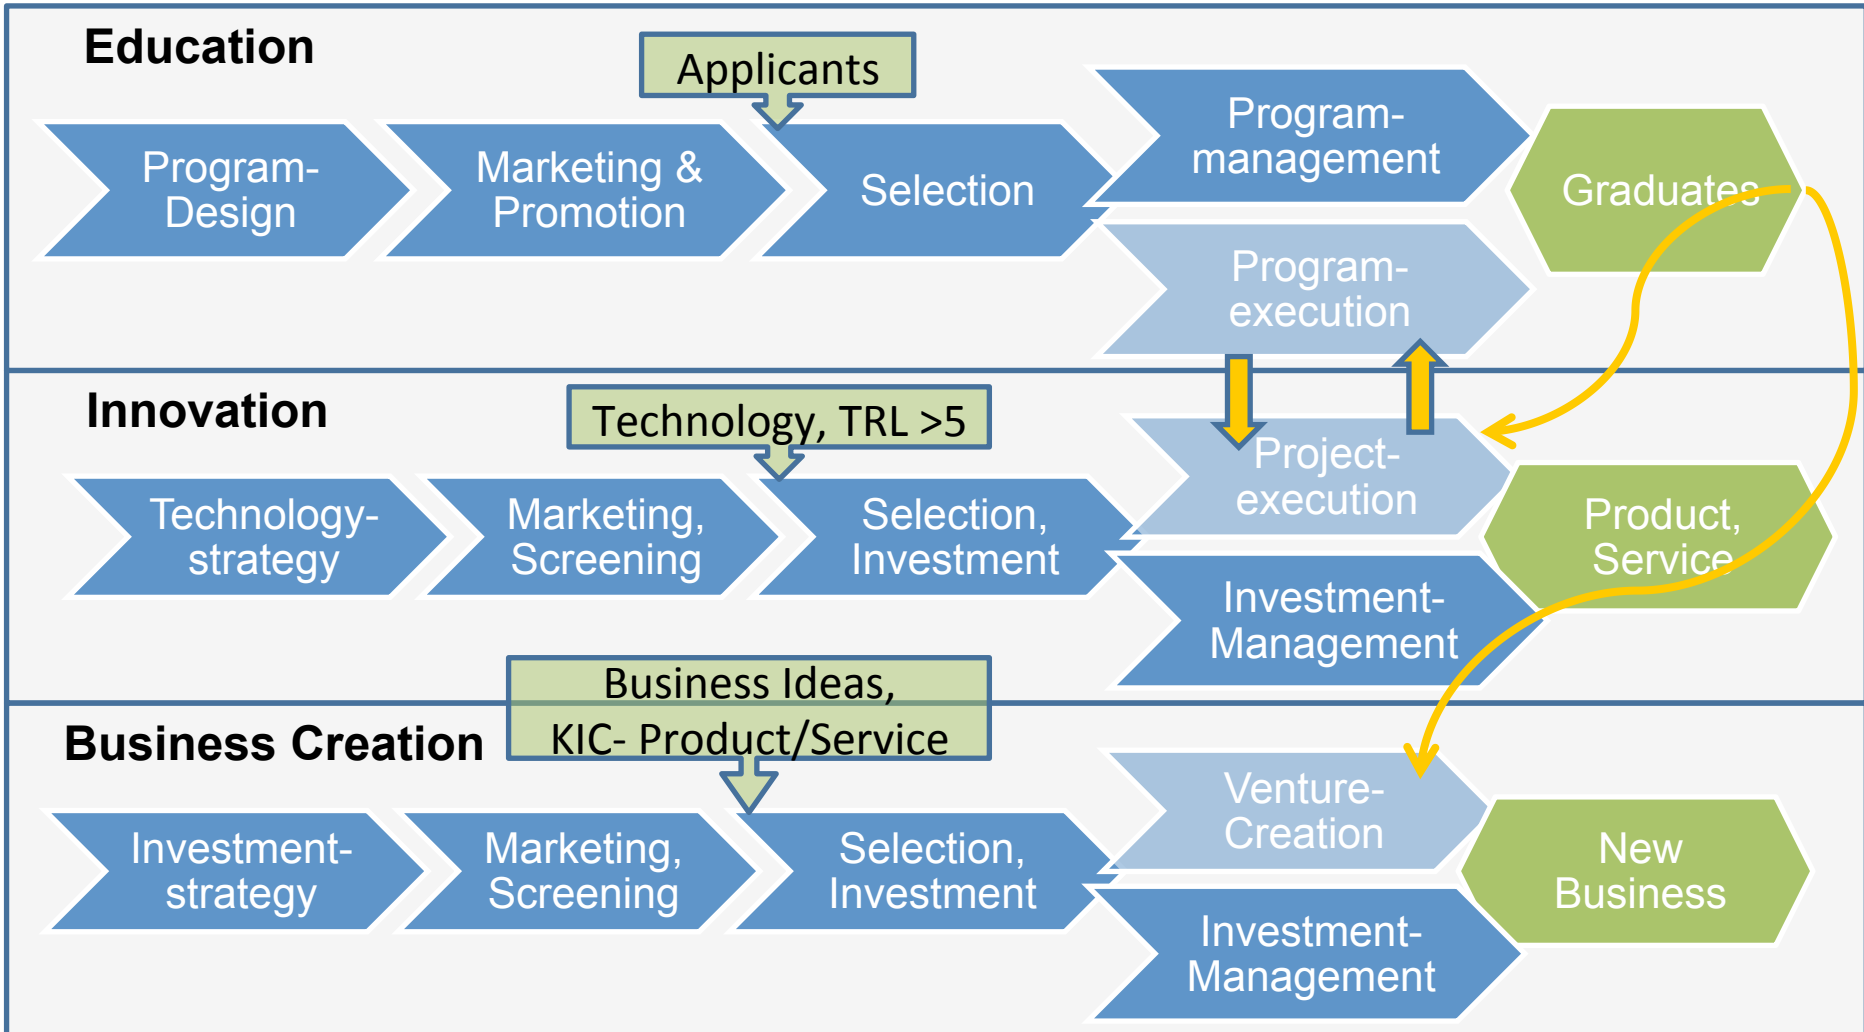 Education
Applicants
Program-
Design
Marketing &
Promotion
Selection
Program-
management
Graduates
Program-
execution
Innovation
Technology, TRL >5
Technology-
strategy
Marketing,
Screening
Selection,
Investment
Project-
execution
Product,
Service
Investment-
Management
Business Ideas,
KIC- Product/Service
Business Creation
Investment-
strategy
Marketing,
Screening
Selection,
Investment
Venture-
Creation
New
Business
Investment-
Management